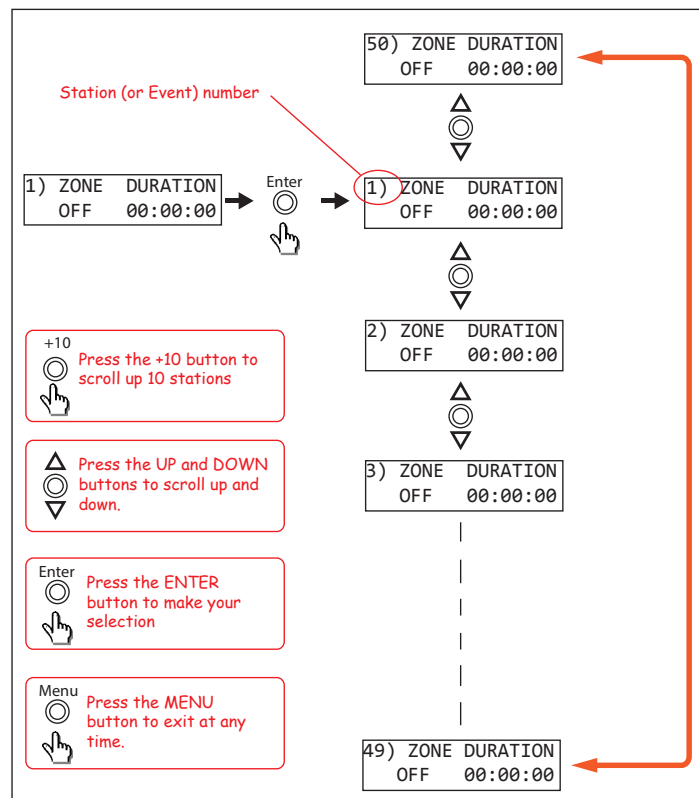 50) ZONE DURATION
OFF 00:00:00
Station (or Event) number
1) ZONE DURATION
OFF 00:00:00
Enter
1) ZONE DURATION
OFF 00:00:00
2) ZONE DURATION
OFF 00:00:00
+10
Press the +10 button to
scroll up 10 stations
Press the UP and DOWN
buttons to scroll up and
down.
3) ZONE DURATION
OFF 00:00:00
Enter
Press the ENTER
button to make your
selection
Menu
Press the MENU
button to exit at any
time.
49) ZONE DURATION
OFF 00:00:00